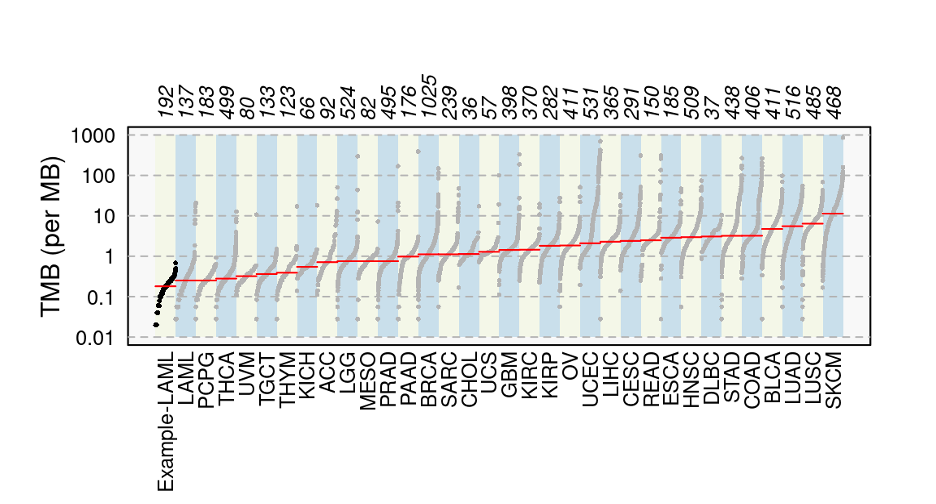 192 137 183 499 80 133 123 66 92 524 82 495 176 1025 239 36 57 398 370 282 411 531 365 291 150 185 509 37 438 406 411 516 485 468
TMB (per MB)
1000
100
10
1
0.1
0.01
Example-LAML LAML PCPG THCA UVM TGCT THYM KICH ACC LGG MESO PRAD PAAD BRCA SARC CHOL UCS GBM KIRC KIRP OV UCEC LIHC CESC READ ESCA HNSC DLBC STAD COAD BLCA LUAD LUSC SKCM